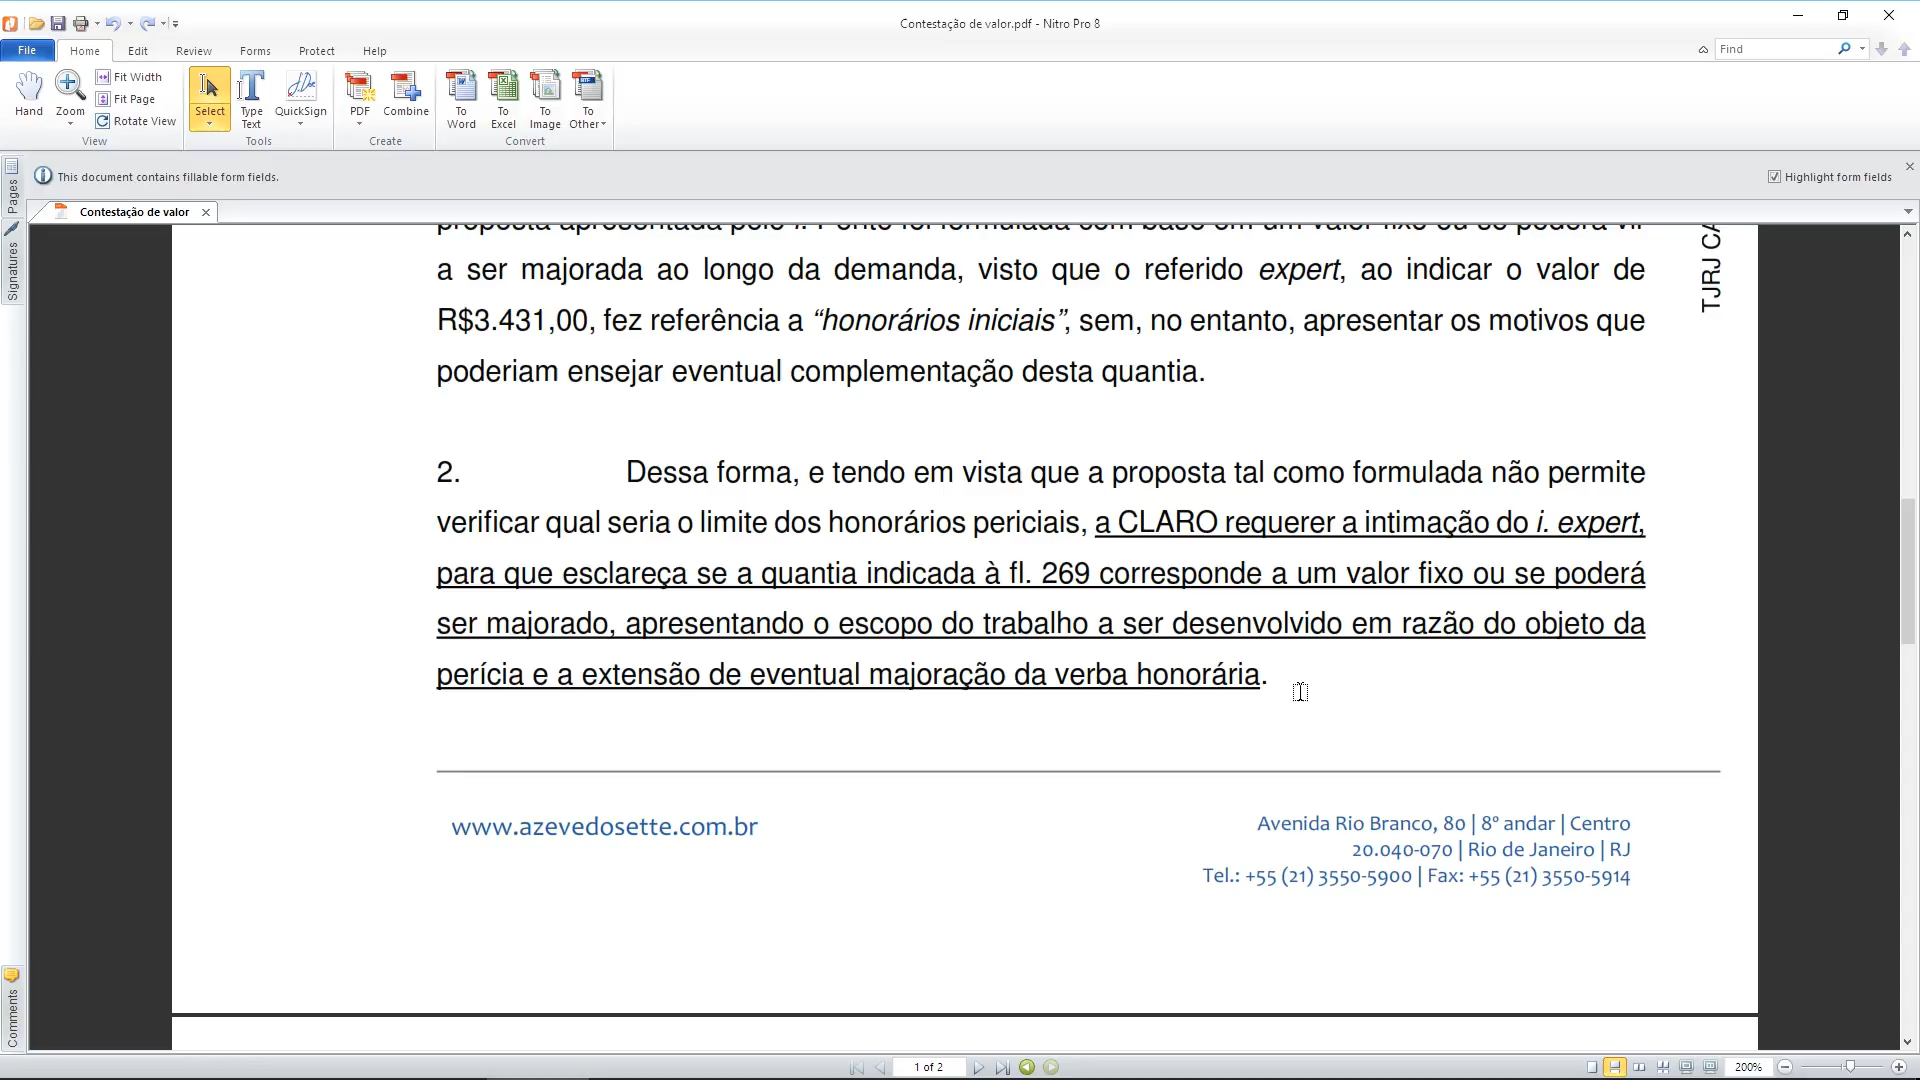 Contestação de valor.pdf - Nitro Pro 8
File Home Edit Review Forms Protect Help
Find
Hand
Zoom
Fit Width
Fit Page
Rotate View
View
Select
Type Text
QuickSign
Tools
PDF
Combine
Create
To Word
To Excel
To Image
To Other
Convert
This document contains fillable form fields.
Highlight form fields
Contestação de valor
Pages
Signatures
Comments
a ser majorada ao longo da demanda, visto que o referido expert, ao indicar o valor de
R$3.431,00, fez referência a “honorários iniciais”, sem, no entanto, apresentar os motivos que
poderiam ensejar eventual complementação desta quantia.
TJRJ CA
2. Dessa forma, e tendo em vista que a proposta tal como formulada não permite
verificar qual seria o limite dos honorários periciais, a CLARO requerer a intimação do i. expert,
para que esclareça se a quantia indicada à fl. 269 corresponde a um valor fixo ou se poderá
ser majorado, apresentando o escopo do trabalho a ser desenvolvido em razão do objeto da
perícia e a extensão de eventual majoração da verba honorária.
www.azevedosette.com.br
Avenida Rio Branco, 80 | 8º andar | Centro
20.040-070 | Rio de Janeiro | RJ
Tel.: +55 (21) 3550-5900 | Fax: +55 (21) 3550-5914
1 of 2
200%